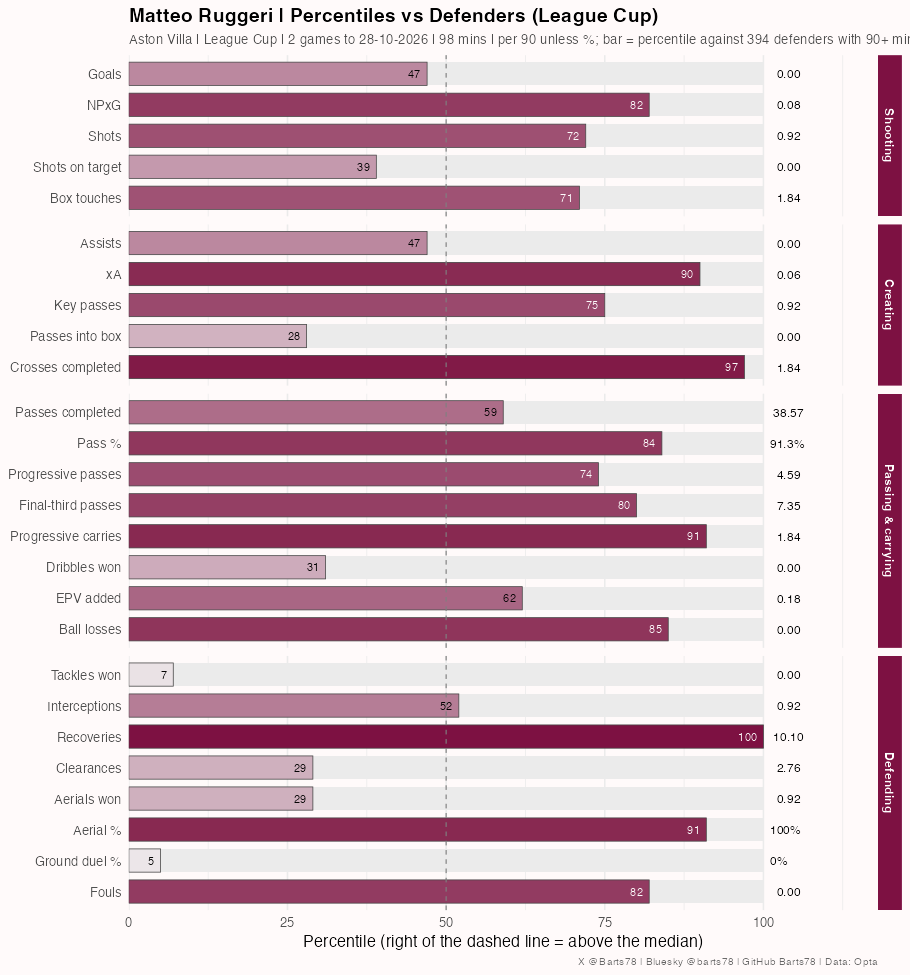 Matteo Ruggeri | Percentiles vs Defenders (League Cup)
Aston Villa | League Cup | 2 games to 28-10-2026 | 98 mins | per 90 unless %; bar = percentile against 394 defenders with 90+ min
Goals 47 0.00
NPxG 82 0.08
Shots 72 0.92
Shots on target 39 0.00
Box touches 71 1.84
Shooting
Assists 47 0.00
xA 90 0.06
Key passes 75 0.92
Passes into box 28 0.00
Crosses completed 97 1.84
Creating
Passes completed 59 38.57
Pass % 84 91.3%
Progressive passes 74 4.59
Final-third passes 80 7.35
Progressive carries 91 1.84
Dribbles won 31 0.00
EPV added 62 0.18
Ball losses 85 0.00
Passing & carrying
Tackles won 7 0.00
Interceptions 52 0.92
Recoveries 100 10.10
Clearances 29 2.76
Aerials won 29 0.92
Aerial % 91 100%
Ground duel % 5 0%
Fouls 82 0.00
Defending
0 25 50 75 100
Percentile (right of the dashed line = above the median)
X @Barts78 | Bluesky @barts78 | GitHub Barts78 | Data: Opta